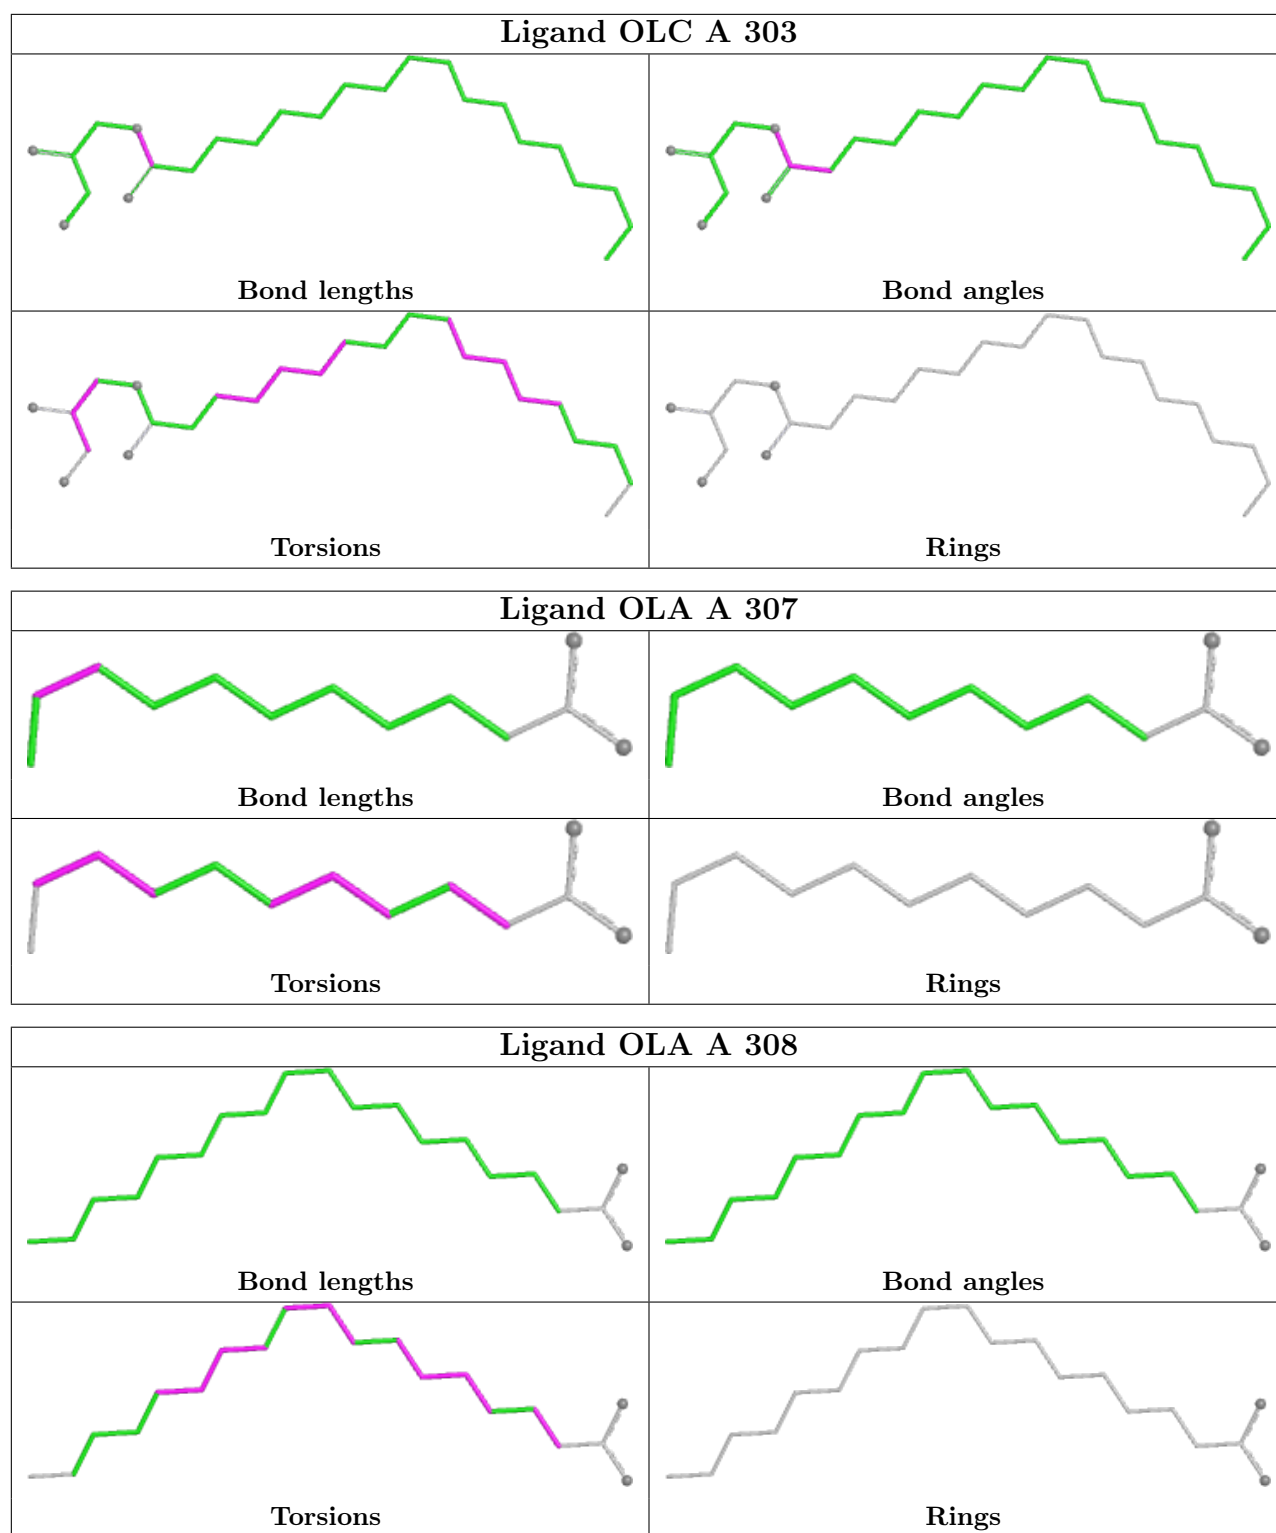 Ligand OLC A 303
Bond lengths
Bond angles
Torsions
Rings
Ligand OLA A 307
Bond lengths
Bond angles
Torsions
Rings
Ligand OLA A 308
Bond lengths
Bond angles
Torsions
Rings